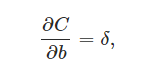 ∂C/∂b = δ,